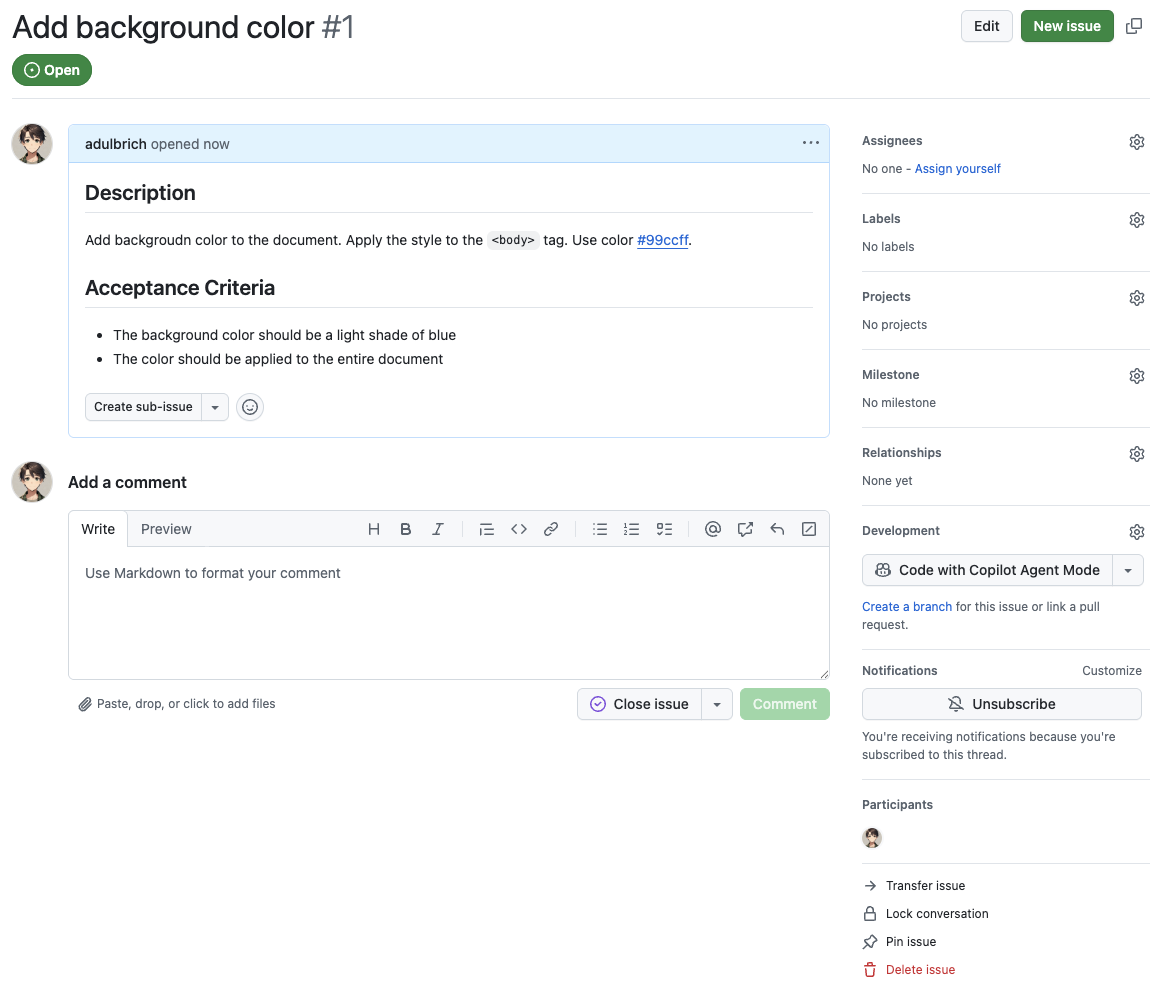 Add background color #1
Edit
New issue
Open
adulbrich opened now
Description
Add backgroudn color to the document. Apply the style to the <body> tag. Use color #99ccff.
Acceptance Criteria
• The background color should be a light shade of blue
• The color should be applied to the entire document
Create sub-issue
Add a comment
Write
Preview
Use Markdown to format your comment
Paste, drop, or click to add files
Close issue
Comment
Assignees
No one - Assign yourself
Labels
No labels
Projects
No projects
Milestone
No milestone
Relationships
None yet
Development
Code with Copilot Agent Mode
Create a branch for this issue or link a pull
request.
Notifications
Customize
Unsubscribe
You're receiving notifications because you're
subscribed to this thread.
Participants
Transfer issue
Lock conversation
Pin issue
Delete issue